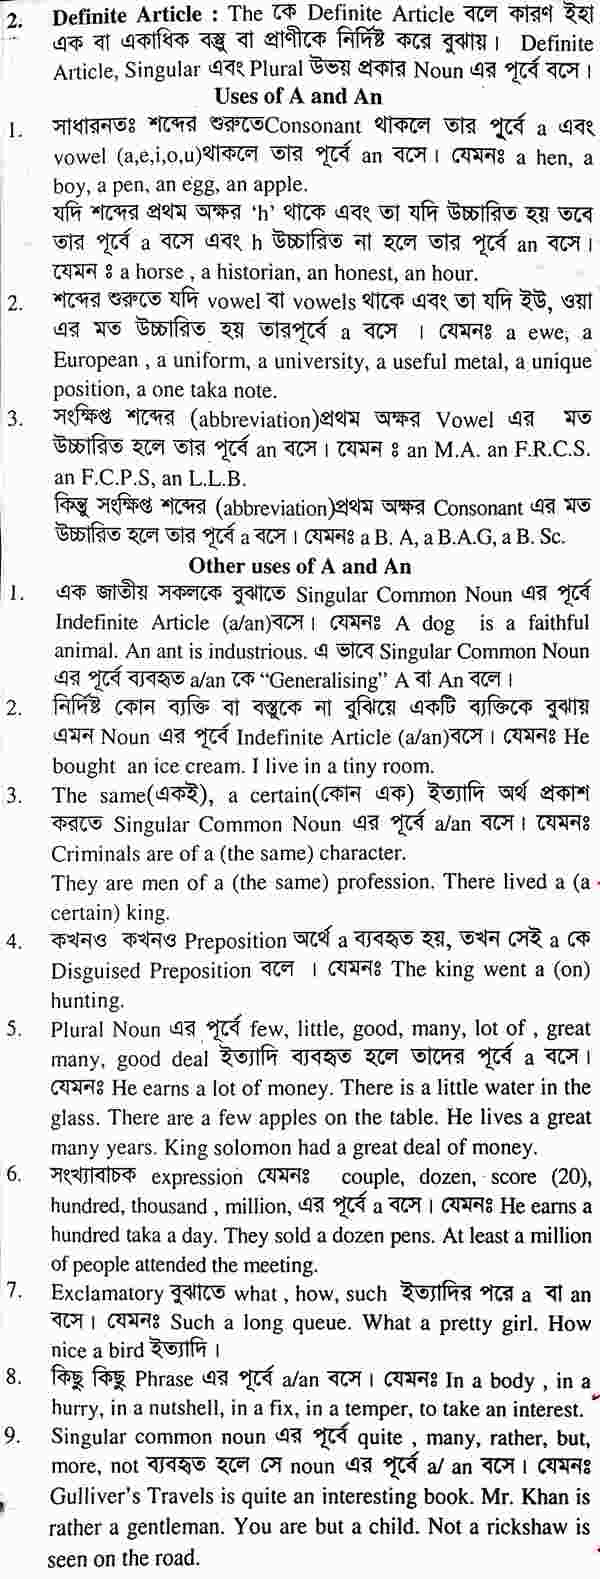 2. Definite Article : The কে Definite Article বলে কারণ ইহা
এক বা একাধিক বস্তু বা প্রাণীকে নির্দিষ্ট করে বুঝায়। Definite
Article, Singular এবং Plural উভয় প্রকার Noun এর পূর্বে বসে।
Uses of A and An
1. সাধারনতঃ শব্দের শুরুতেConsonant থাকলে তার পূর্বে a এবং
vowel (a,e,i,o,u)থাকলে তার পূর্বে an বসে। যেমনঃ a hen, a
boy, a pen, an egg, an apple.
যদি শব্দের প্রথম অক্ষর ‘h’ থাকে এবং তা যদি উচ্চারিত হয় তবে
তার পূর্বে a বসে এবং h উচ্চারিত না হলে তার পূর্বে an বসে।
যেমন ঃ a horse , a historian, an honest, an hour.
2. শব্দের শুরুতে যদি vowel বা vowels থাকে এবং তা যদি ইউ, ওয়া
এর মত উচ্চারিত হয় তারপূর্বে a বসে । যেমনঃ a ewe, a
European , a uniform, a university, a useful metal, a unique
position, a one taka note.
3. সংক্ষিপ্ত শব্দের (abbreviation)প্রথম অক্ষর Vowel এর মত
উচ্চারিত হলে তার পূর্বে an বসে। যেমন ঃ an M.A. an F.R.C.S.
an F.C.P.S, an L.L.B.
কিন্তু সংক্ষিপ্ত শব্দের (abbreviation)প্রথম অক্ষর Consonant এর মত
উচ্চারিত হলে তার পূর্বে a বসে। যেমনঃ a B. A, a B.A.G, a B. Sc.
Other uses of A and An
1. এক জাতীয় সকলকে বুঝাতে Singular Common Noun এর পূর্বে
Indefinite Article (a/an)বসে। যেমনঃ A dog is a faithful
animal. An ant is industrious. এ ভাবে Singular Common Noun
এর পূর্বে ব্যবহৃত a/an কে “Generalising” A বা An বলে।
2. নির্দিষ্ট কোন ব্যক্তি বা বস্তুকে না বুঝিয়ে একটি ব্যক্তিকে বুঝায়
এমন Noun এর পূর্বে Indefinite Article (a/an)বসে। যেমনঃ He
bought an ice cream. I live in a tiny room.
3. The same(একই), a certain(কোন এক) ইত্যাদি অর্থ প্রকাশ
করতে Singular Common Noun এর পূর্বে a/an বসে। যেমনঃ
Criminals are of a (the same) character.
They are men of a (the same) profession. There lived a (a
certain) king.
4. কখনও কখনও Preposition অর্থে a ব্যবহৃত হয়, তখন সেই a কে
Disguised Preposition বলে । যেমনঃ The king went a (on)
hunting.
5. Plural Noun এর পূর্বে few, little, good, many, lot of , great
many, good deal ইত্যাদি ব্যবহৃত হলে তাদের পূর্বে a বসে।
যেমনঃ He earns a lot of money. There is a little water in the
glass. There are a few apples on the table. He lives a great
many years. King solomon had a great deal of money.
6. সংখ্যাবাচক expression যেমনঃ couple, dozen, score (20),
hundred, thousand , million, এর পূর্বে a বসে। যেমনঃ He earns a
hundred taka a day. They sold a dozen pens. At least a million
of people attended the meeting.
7. Exclamatory বুঝাতে what , how, such ইত্যাদির পরে a বা an
বসে। যেমনঃ Such a long queue. What a pretty girl. How
nice a bird ইত্যাদি।
8. কিছু কিছু Phrase এর পূর্বে a/an বসে। যেমনঃ In a body , in a
hurry, in a nutshell, in a fix, in a temper, to take an interest.
9. Singular common noun এর পূর্বে quite , many, rather, but,
more, not ব্যবহৃত হলে সে noun এর পূর্বে a/ an বসে। যেমনঃ
Gulliver’s Travels is quite an interesting book. Mr. Khan is
rather a gentleman. You are but a child. Not a rickshaw is
seen on the road.